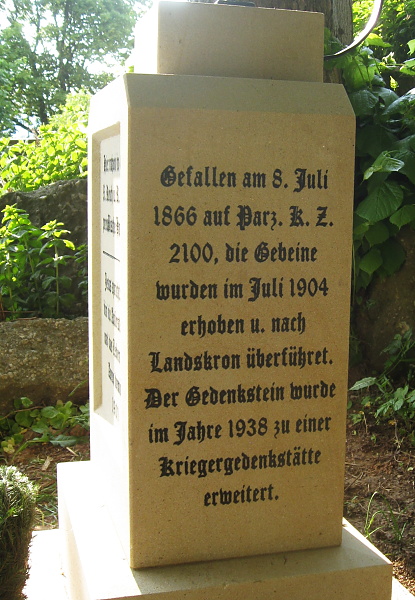 Gefallen am 8. Juli
1866 auf Parz. K. Z.
2100, die Gebeine
wurden im Juli 1904
erhoben u. nach
Landskron überführet.
Der Gedenkstein wurde
im Jahre 1938 zu einer
Kriegergedenkstätte
erweitert.